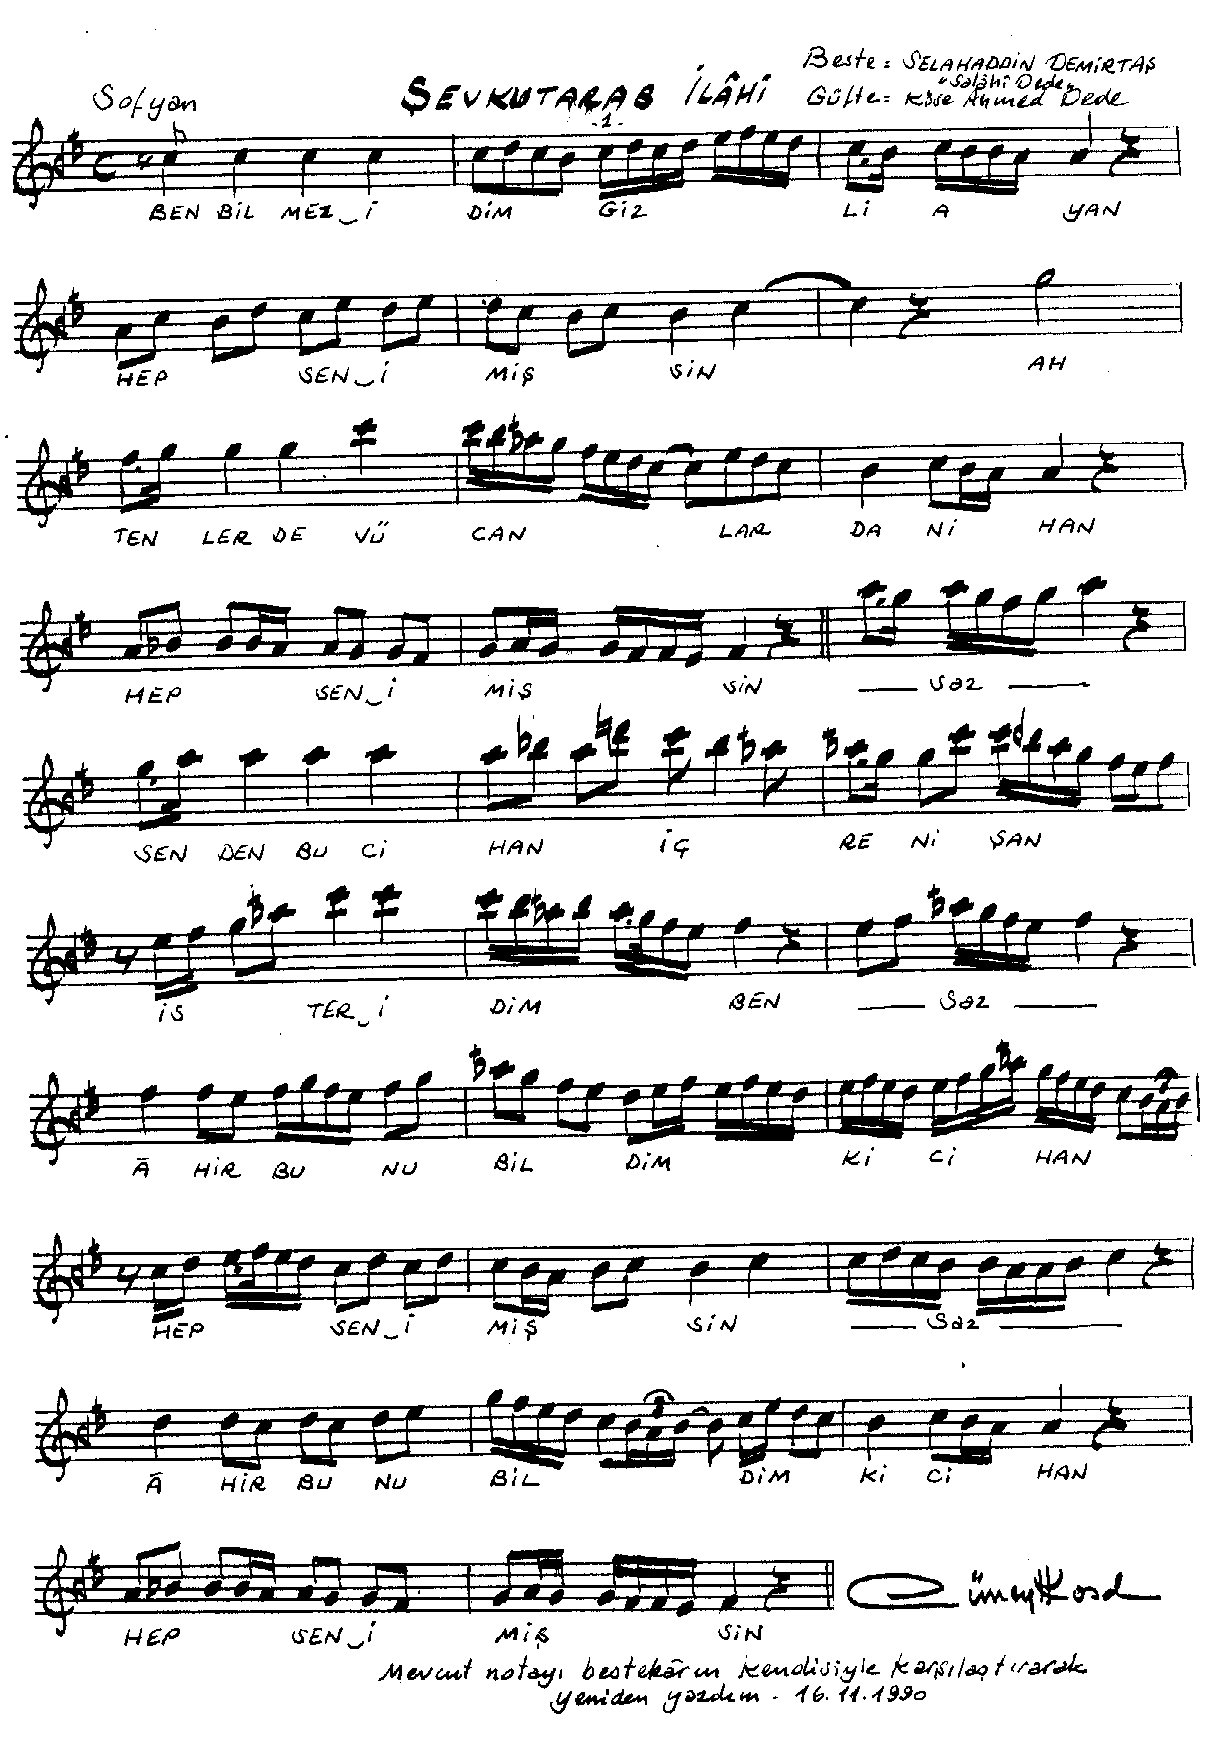 Beste : SELAHADDİN DEMİRTAŞ
"Salâhî Dede"
Sofyan ŞEVKUTARAB İLÂHİ Güfte : Köse Ahmed Dede
-1-
BEN BİL MEZ‿İ DİM GİZ Lİ A YAN
HEP SEN‿İ MİŞ SİN AH
TEN LER DE VÜ CAN LAR DA Nİ HAN
HEP SEN‿İ MİŞ SİN — Saz —
SEN DEN BU Cİ HAN İÇ RE Nİ ŞAN
İS TER‿İ DİM BEN — Saz —
Â HİR BU NU BİL DİM Kİ Cİ HAN
HEP SEN‿İ MİŞ SİN — Saz —
Â HİR BU NU BİL DİM Kİ Cİ HAN
HEP SEN‿İ MİŞ SİN
Mevcut notayı bestekârın kendisiyle karşılaştırarak
yeniden yazdım - 16.11.1990